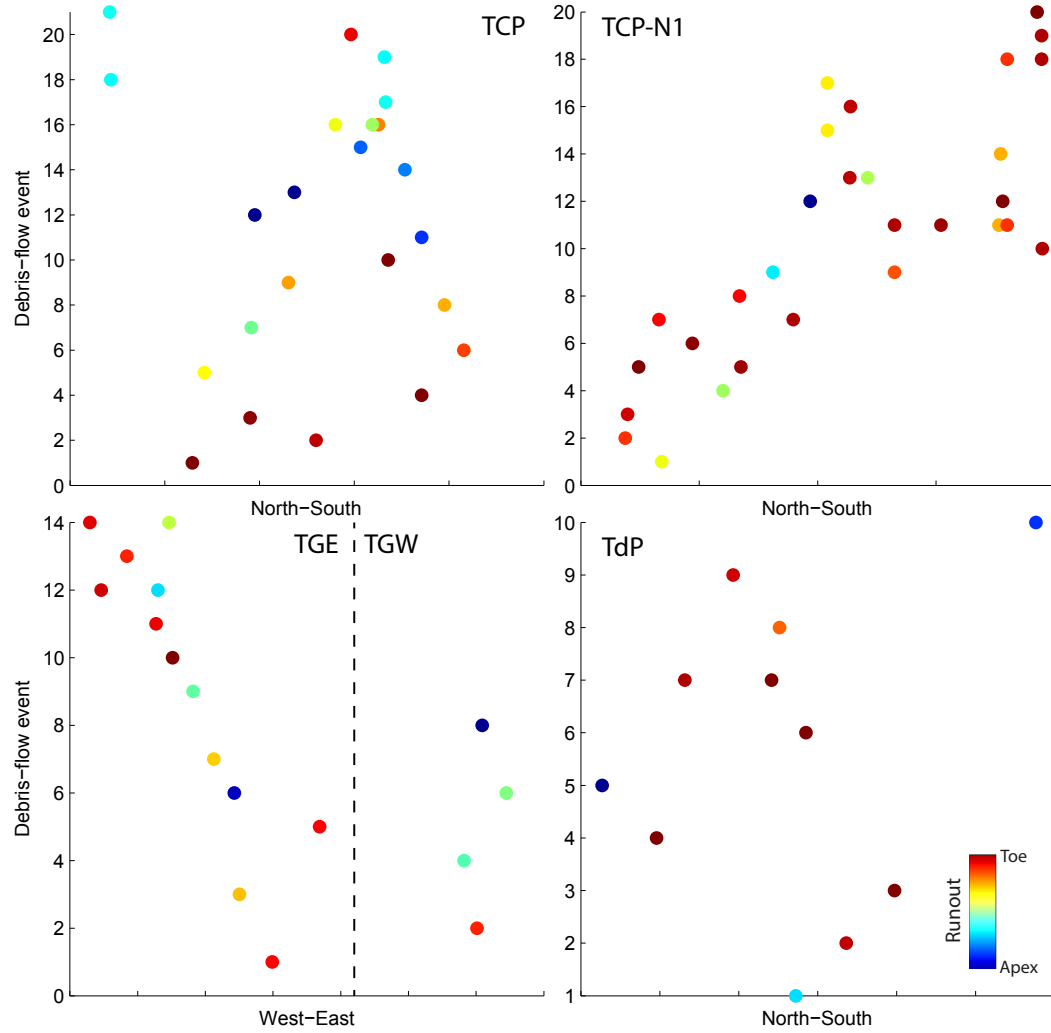 TCP
Debris−flow event
20
18
16
14
12
10
8
6
4
2
0
North−South
TCP-N1
20
18
16
14
12
10
8
6
4
2
0
North−South
TGE
TGW
Debris−flow event
14
12
10
8
6
4
2
0
West−East
TdP
10
9
8
7
6
5
4
3
2
1
North−South
Runout
Toe
Apex